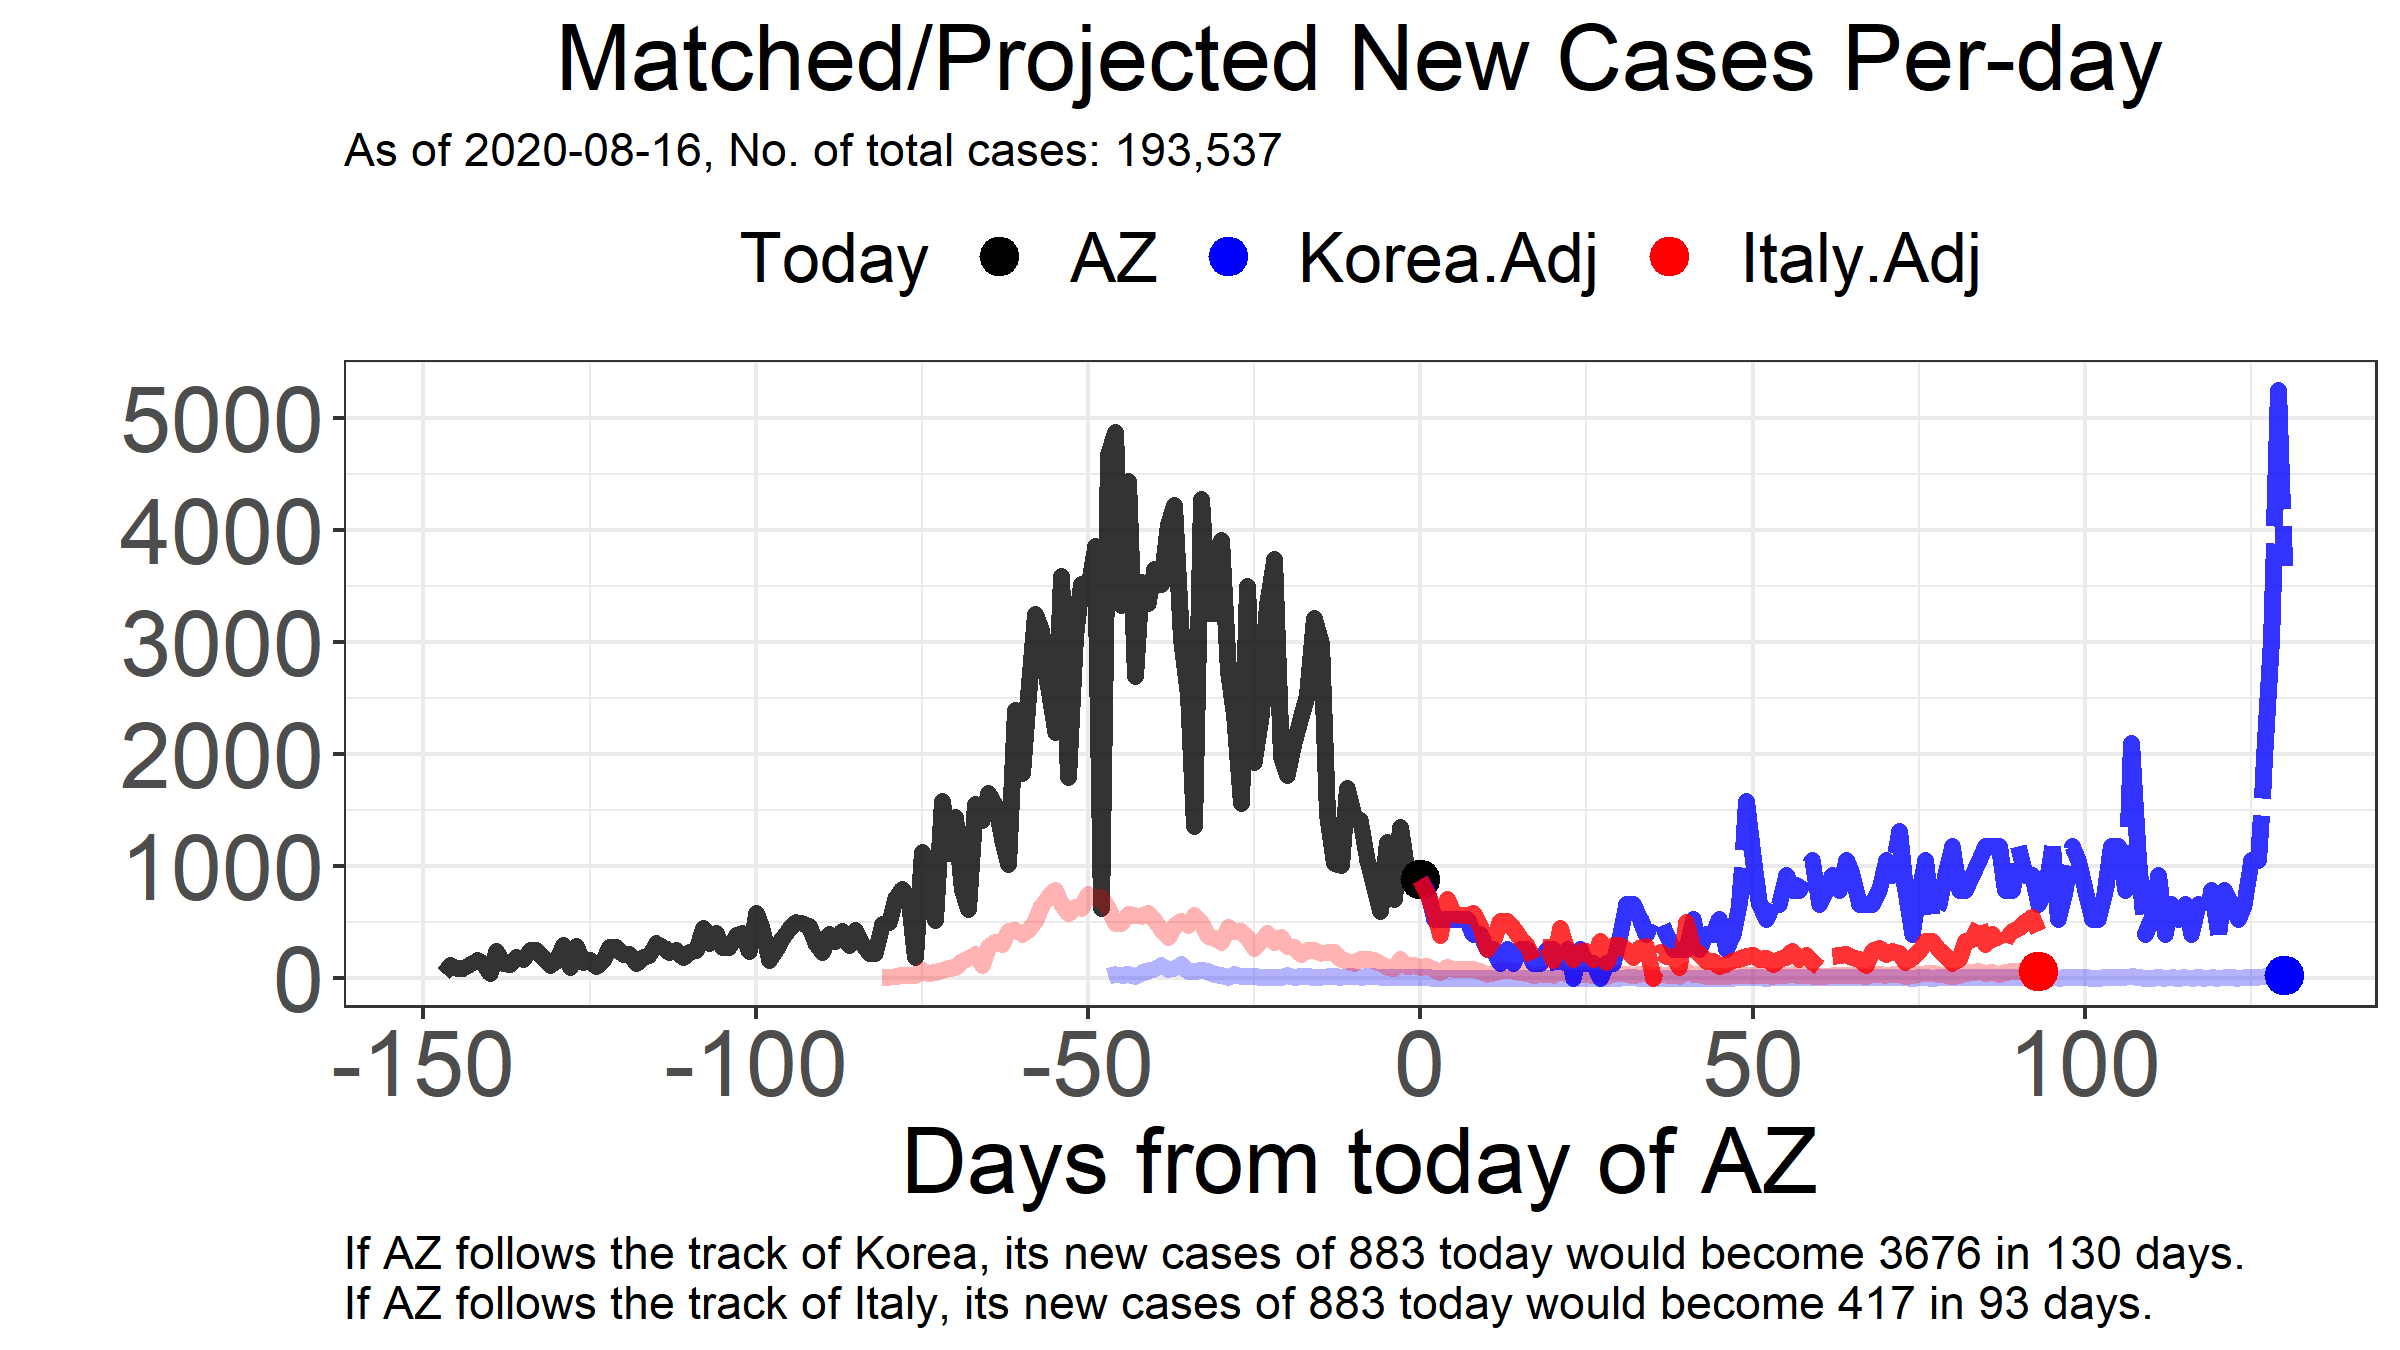 Matched/Projected New Cases Per-day
As of 2020-08-16, No. of total cases: 193,537
Today AZ Korea.Adj Italy.Adj
5000
4000
3000
2000
1000
0
-150 -100 -50 0 50 100
Days from today of AZ
If AZ follows the track of Korea, its new cases of 883 today would become 3676 in 130 days.
If AZ follows the track of Italy, its new cases of 883 today would become 417 in 93 days.